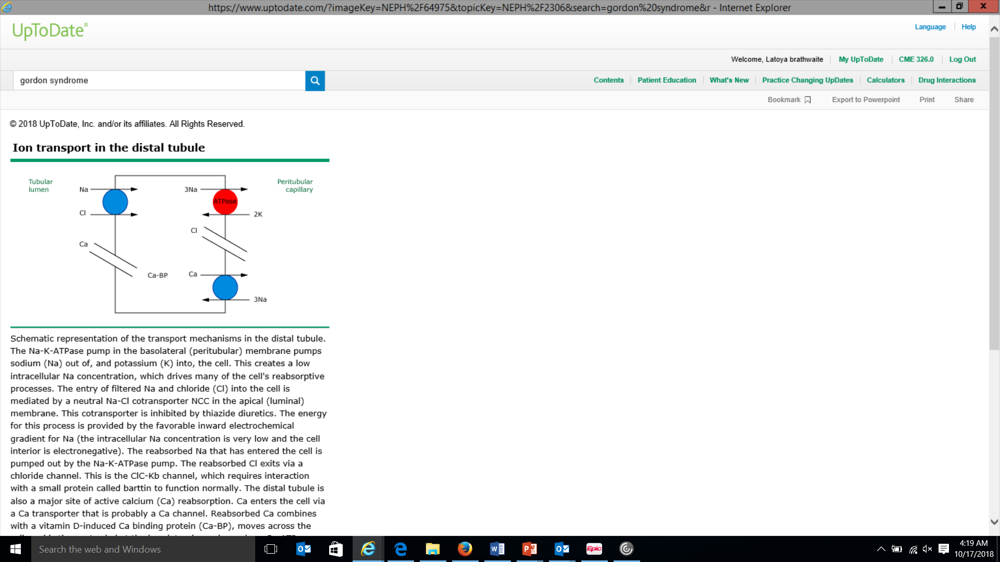 https://www.uptodate.com/?imageKey=NEPH%2F64975&topicKey=NEPH%2F2306&search=gordon%20syndrome&r - Internet Explorer
UpToDate®
Language Help
Welcome, Latoya brathwaite My UpToDate CME 326.0 Log Out
gordon syndrome
Contents Patient Education What's New Practice Changing UpDates Calculators Drug Interactions
Bookmark Export to Powerpoint Print Share
© 2018 UpToDate, Inc. and/or its affiliates. All Rights Reserved.
Ion transport in the distal tubule
Tubular
lumen
Na
3Na
Peritubular
capillary
ATPase
Cl
2K
Cl
Ca
Ca-BP
Ca
3Na
Schematic representation of the transport mechanisms in the distal tubule.
The Na-K-ATPase pump in the basolateral (peritubular) membrane pumps
sodium (Na) out of, and potassium (K) into, the cell. This creates a low
intracellular Na concentration, which drives many of the cell's reabsorptive
processes. The entry of filtered Na and chloride (Cl) into the cell is
mediated by a neutral Na-Cl cotransporter NCC in the apical (luminal)
membrane. This cotransporter is inhibited by thiazide diuretics. The energy
for this process is provided by the favorable inward electrochemical
gradient for Na (the intracellular Na concentration is very low and the cell
interior is electronegative). The reabsorbed Na that has entered the cell is
pumped out by the Na-K-ATPase pump. The reabsorbed Cl exits via a
chloride channel. This is the ClC-Kb channel, which requires interaction
with a small protein called barttin to function normally. The distal tubule is
also a major site of active calcium (Ca) reabsorption. Ca enters the cell via
a Ca transporter that is probably a Ca channel. Reabsorbed Ca combines
with a vitamin D-induced Ca binding protein (Ca-BP), moves across the
Search the web and Windows
Epic
4:19 AM
10/17/2018